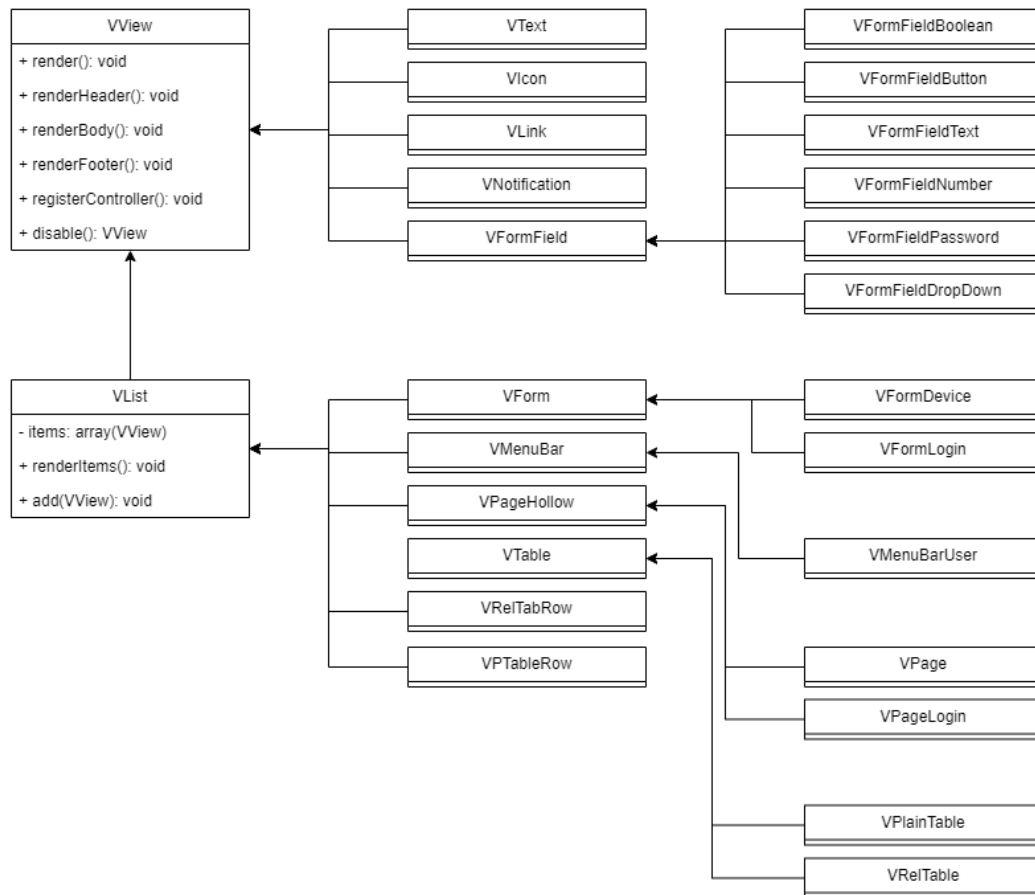 VView
+ render(): void
+ renderHeader(): void
+ renderBody(): void
+ renderFooter(): void
+ registerController(): void
+ disable(): VView
VText
VIcon
VLink
VNotification
VFormField
VFormFieldBoolean
VFormFieldButton
VFormFieldText
VFormFieldNumber
VFormFieldPassword
VFormFieldDropDown
VList
- items: array(VView)
+ renderItems(): void
+ add(VView): void
VForm
VMenuBar
VPageHollow
VTable
VRelTabRow
VPTableRow
VFormDevice
VFormLogin
VMenuBarUser
VPage
VPageLogin
VPlainTable
VRelTable